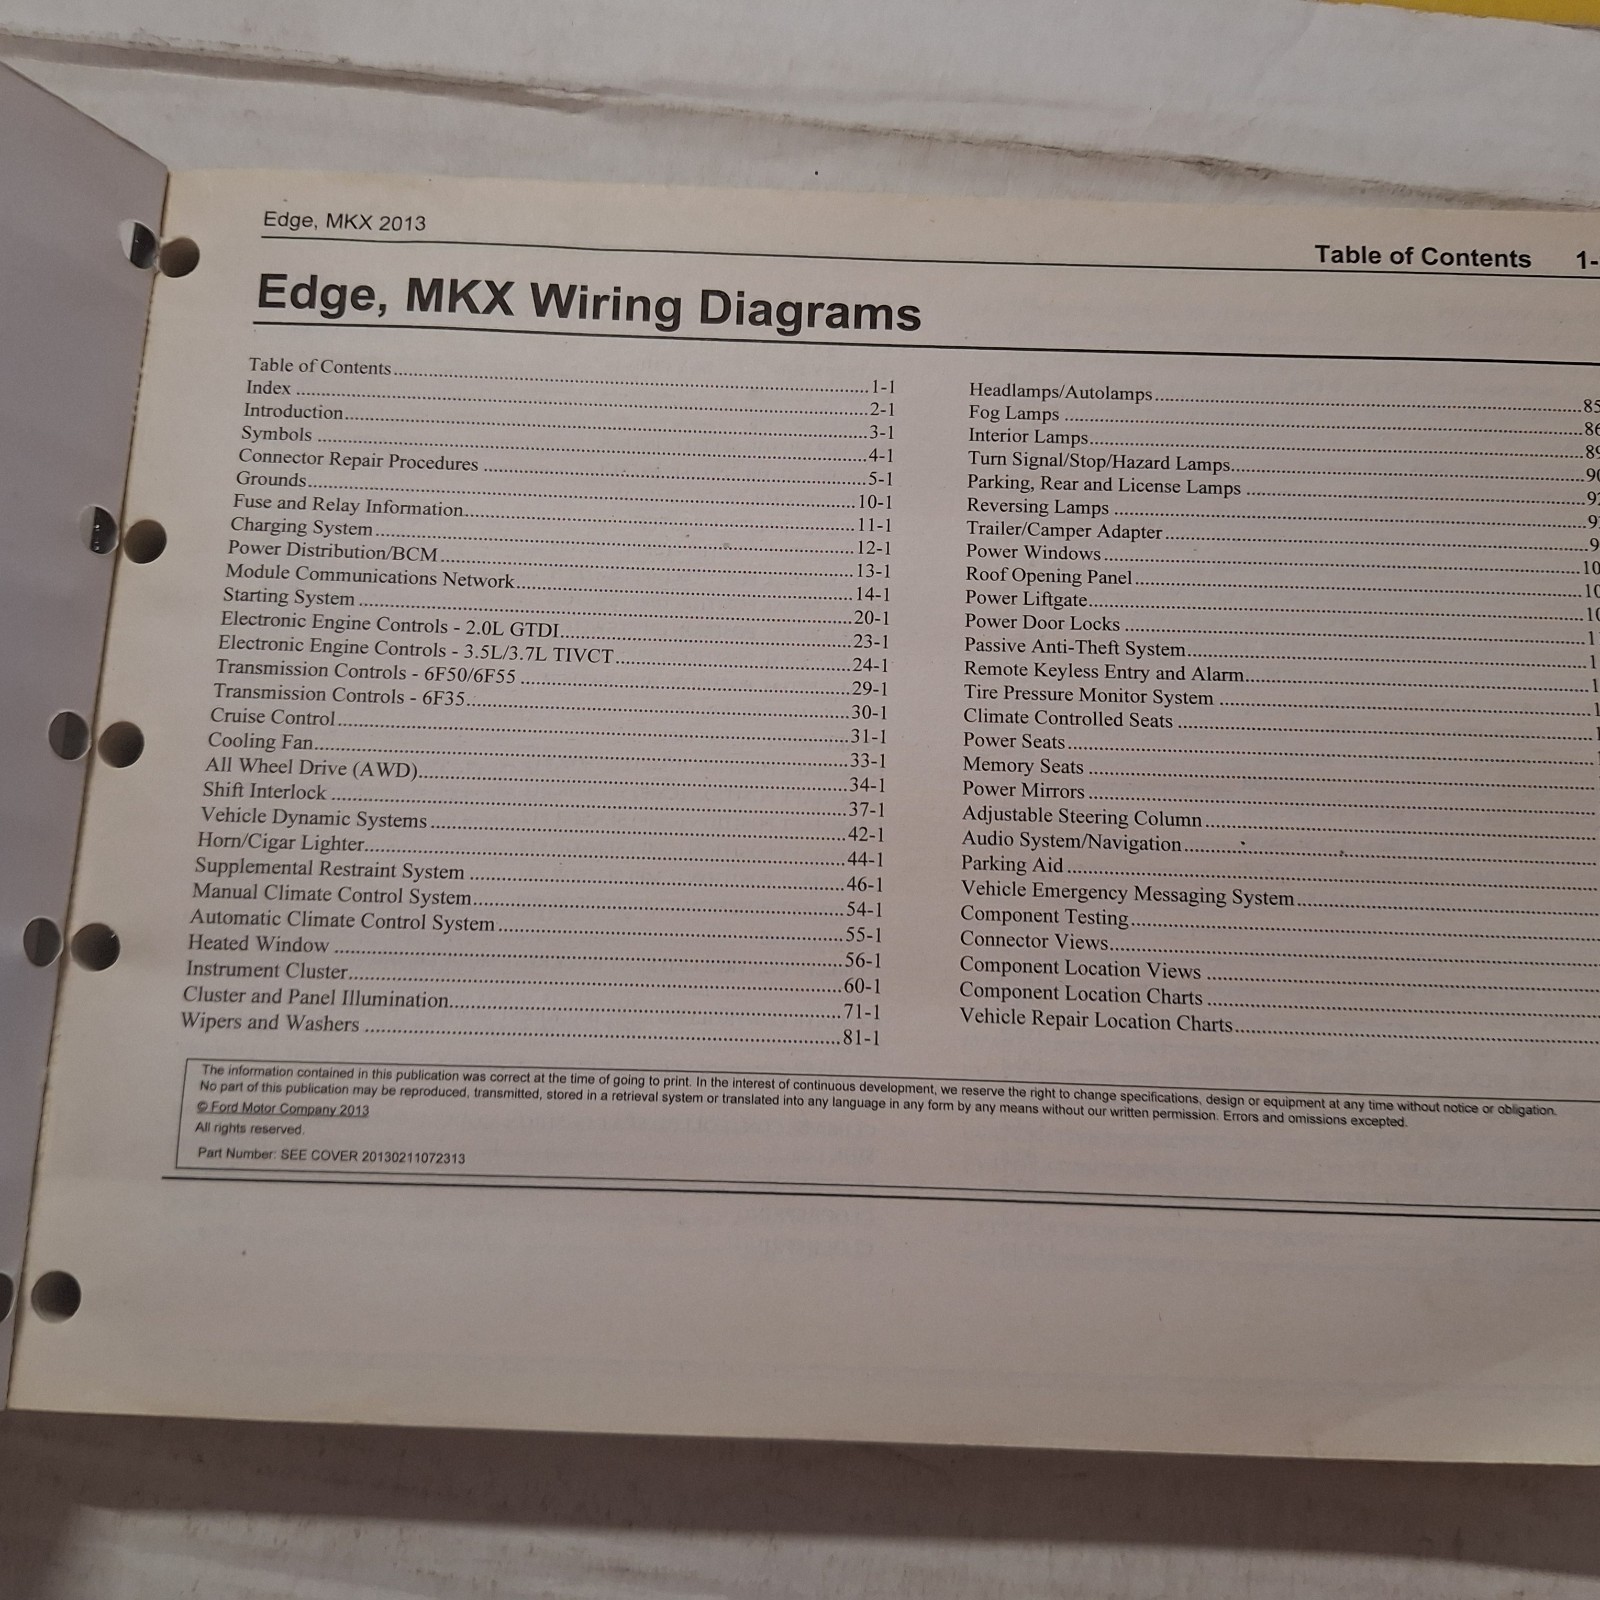 Edge, MKX 2013
Table of Contents 1-
Edge, MKX Wiring Diagrams
Table of Contents 1-1
Index 2-1
Introduction 3-1
Symbols 4-1
Connector Repair Procedures 5-1
Grounds 10-1
Fuse and Relay Information 11-1
Charging System 12-1
Power Distribution/BCM 13-1
Module Communications Network 14-1
Starting System 20-1
Electronic Engine Controls - 2.0L GTDI 23-1
Electronic Engine Controls - 3.5L/3.7L TIVCT 24-1
Transmission Controls - 6F50/6F55 29-1
Transmission Controls - 6F35 30-1
Cruise Control 31-1
Cooling Fan 33-1
All Wheel Drive (AWD) 34-1
Shift Interlock 37-1
Vehicle Dynamic Systems 42-1
Horn/Cigar Lighter 44-1
Supplemental Restraint System 46-1
Manual Climate Control System 54-1
Automatic Climate Control System 55-1
Heated Window 56-1
Instrument Cluster 60-1
Cluster and Panel Illumination 71-1
Wipers and Washers 81-1
Headlamps/Autolamps 85
Fog Lamps 86
Interior Lamps 89
Turn Signal/Stop/Hazard Lamps 90
Parking, Rear and License Lamps 9
Reversing Lamps 9
Trailer/Camper Adapter 9
Power Windows 10
Roof Opening Panel 10
Power Liftgate 10
Power Door Locks 1
Passive Anti-Theft System 1
Remote Keyless Entry and Alarm 1
Tire Pressure Monitor System 1
Climate Controlled Seats
Power Seats
Memory Seats
Power Mirrors
Adjustable Steering Column
Audio System/Navigation
Parking Aid
Vehicle Emergency Messaging System
Component Testing
Connector Views
Component Location Views
Component Location Charts
Vehicle Repair Location Charts
The information contained in this publication was correct at the time of going to print. In the interest of continuous development, we reserve the right to change specifications, design or equipment at any time without notice or obligation.
No part of this publication may be reproduced, transmitted, stored in a retrieval system or translated into any language in any form by any means without our written permission. Errors and omissions excepted.
© Ford Motor Company 2013
All rights reserved.
Part Number: SEE COVER 20130211072313